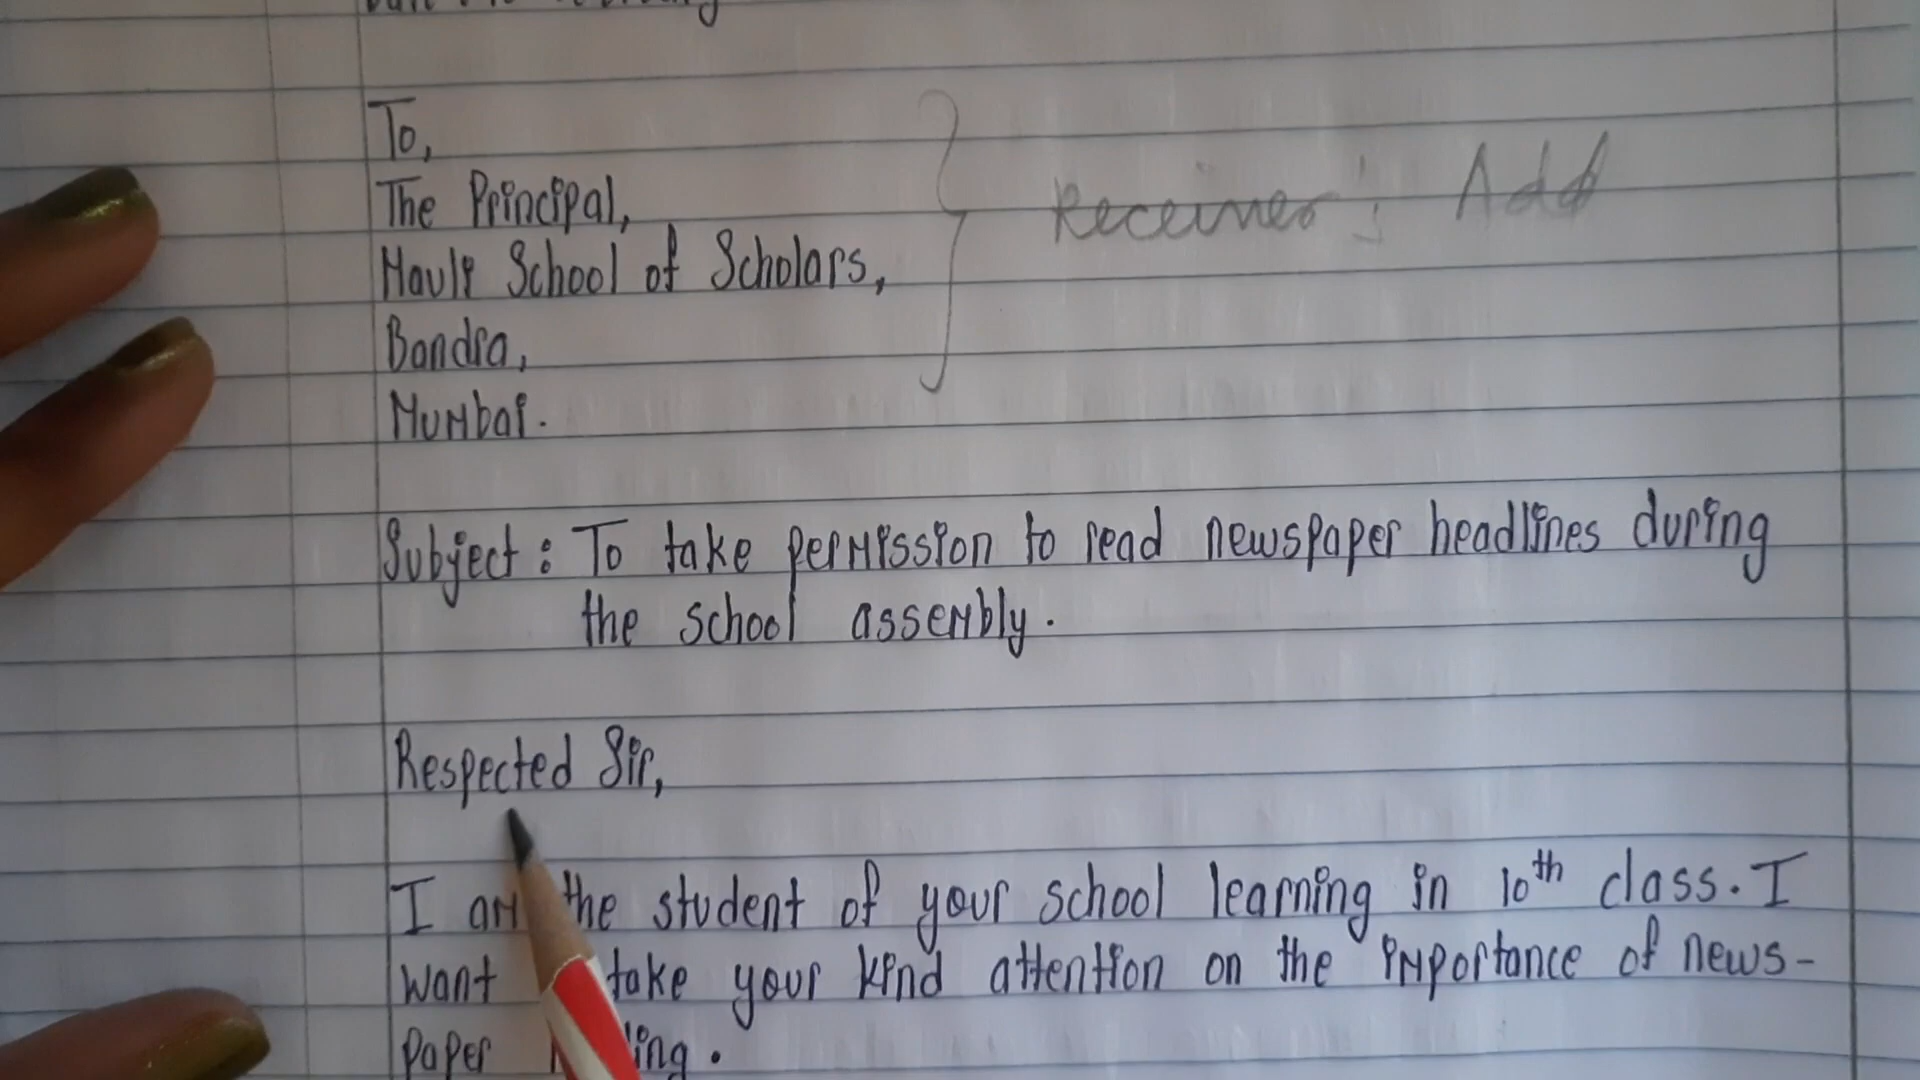 To,
The Principal,
Mauli School of Scholars,
Bandra,
Mumbai.
Receiver's Add
Subject : To take permission to read newspaper headlines during
the school assembly.
Respected Sir,
I am the student of your school learning in 10th class. I
want take your kind attention on the importance of news-
paper ing.